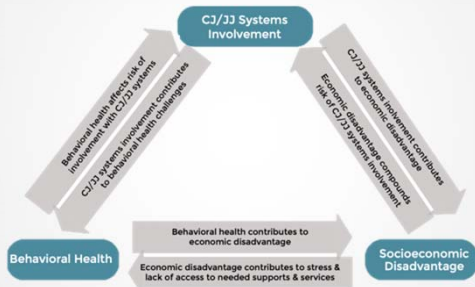 CJ/JJ Systems
Involvement
Behavioral health affects risk of
involvement with CJ/JJ systems
CJ/JJ systems involvement contributes
to behavioral health challenges
CJ/JJ systems inolvement contributes
to economic disadvantage
Economic disadvantage compounds
risk of CJ/JJ systems involvement
Behavioral health contributes to
economic disadvantage
Economic disadvantage contributes to stress &
lack of access to needed supports & services
Behavioral Health
Socioeconomic
Disadvantage